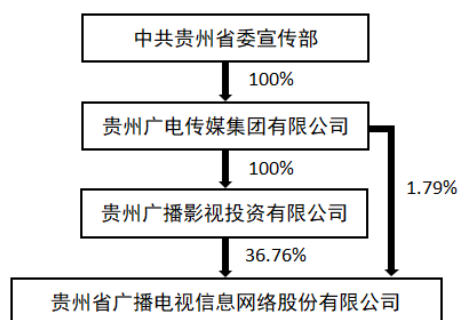 中共贵州省委宣传部
100%
贵州广电传媒集团有限公司
100%
1.79%
贵州广播影视投资有限公司
36.76%
贵州省广播电视信息网络股份有限公司